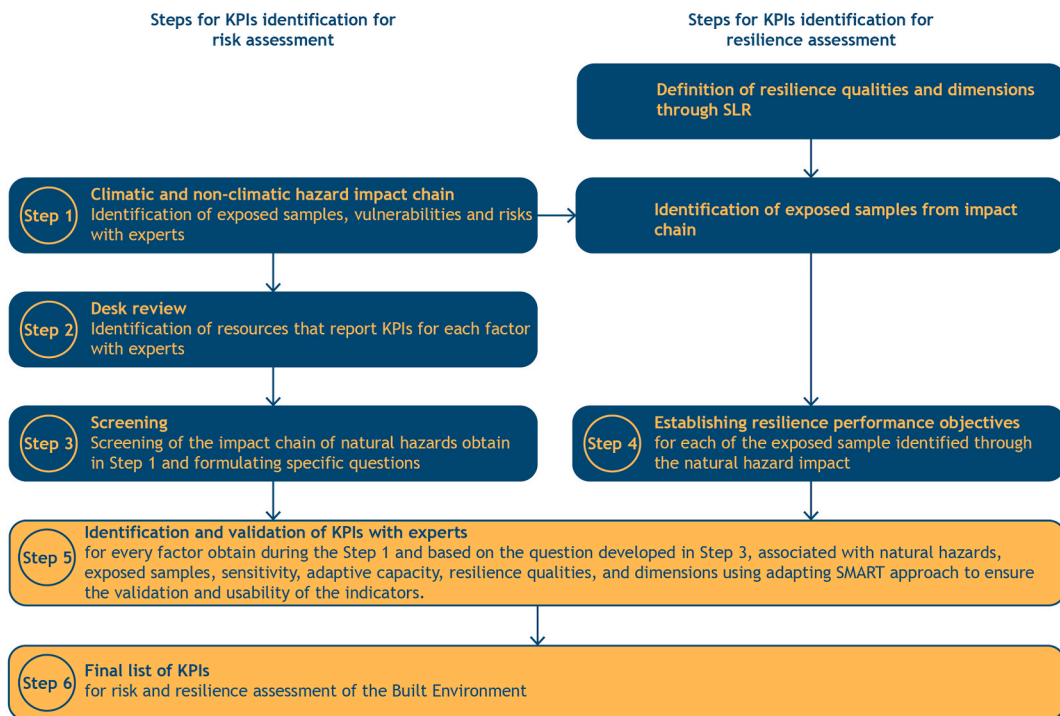 Steps for KPIs identification for
risk assessment
Steps for KPIs identification for
resilience assessment
Definition of resilience qualities and dimensions
through SLR
Step 1
Climatic and non-climatic hazard impact chain
Identification of exposed samples, vulnerabilities and risks
with experts
Identification of exposed samples from impact
chain
Step 2
Desk review
Identification of resources that report KPIs for each factor
with experts
Step 3
Screening
Screening of the impact chain of natural hazards obtain
in Step 1 and formulating specific questions
Step 4
Establishing resilience performance objectives
for each of the exposed sample identified through
the natural hazard impact
Step 5
Identification and validation of KPIs with experts
for every factor obtain during the Step 1 and based on the question developed in Step 3, associated with natural hazards,
exposed samples, sensitivity, adaptive capacity, resilience qualities, and dimensions using adapting SMART approach to ensure
the validation and usability of the indicators.
Step 6
Final list of KPIs
for risk and resilience assessment of the Built Environment